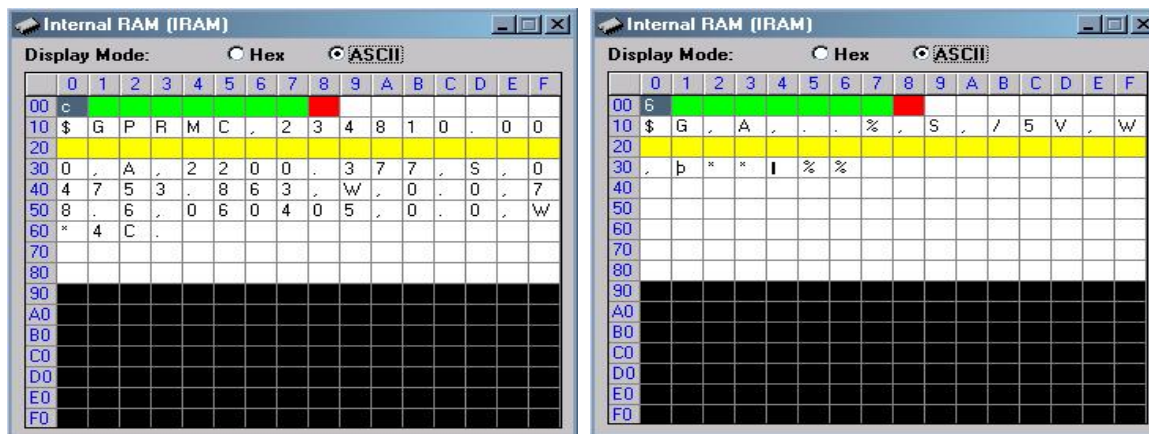 Internal RAM (IRAM)
Display Mode: Hex ASCII
0 1 2 3 4 5 6 7 8 9 A B C D E F
00 c
10 $ G P R M C , 2 3 4 8 1 0 . 0 0
20
30 0 , A , 2 2 0 0 . 3 7 7 , S , 0
40 4 7 5 3 . 8 6 3 , W , 0 . 0 , 7
50 8 . 6 , 0 6 0 4 0 5 , 0 . 0 , W
60 * 4 C .
70
80
90
A0
B0
C0
D0
E0
F0
Internal RAM (IRAM)
Display Mode: Hex ASCII
0 1 2 3 4 5 6 7 8 9 A B C D E F
00 6
10 $ G , A , . . % , S , / 5 V , W
20
30 , þ * * I % %
40
50
60
70
80
90
A0
B0
C0
D0
E0
F0